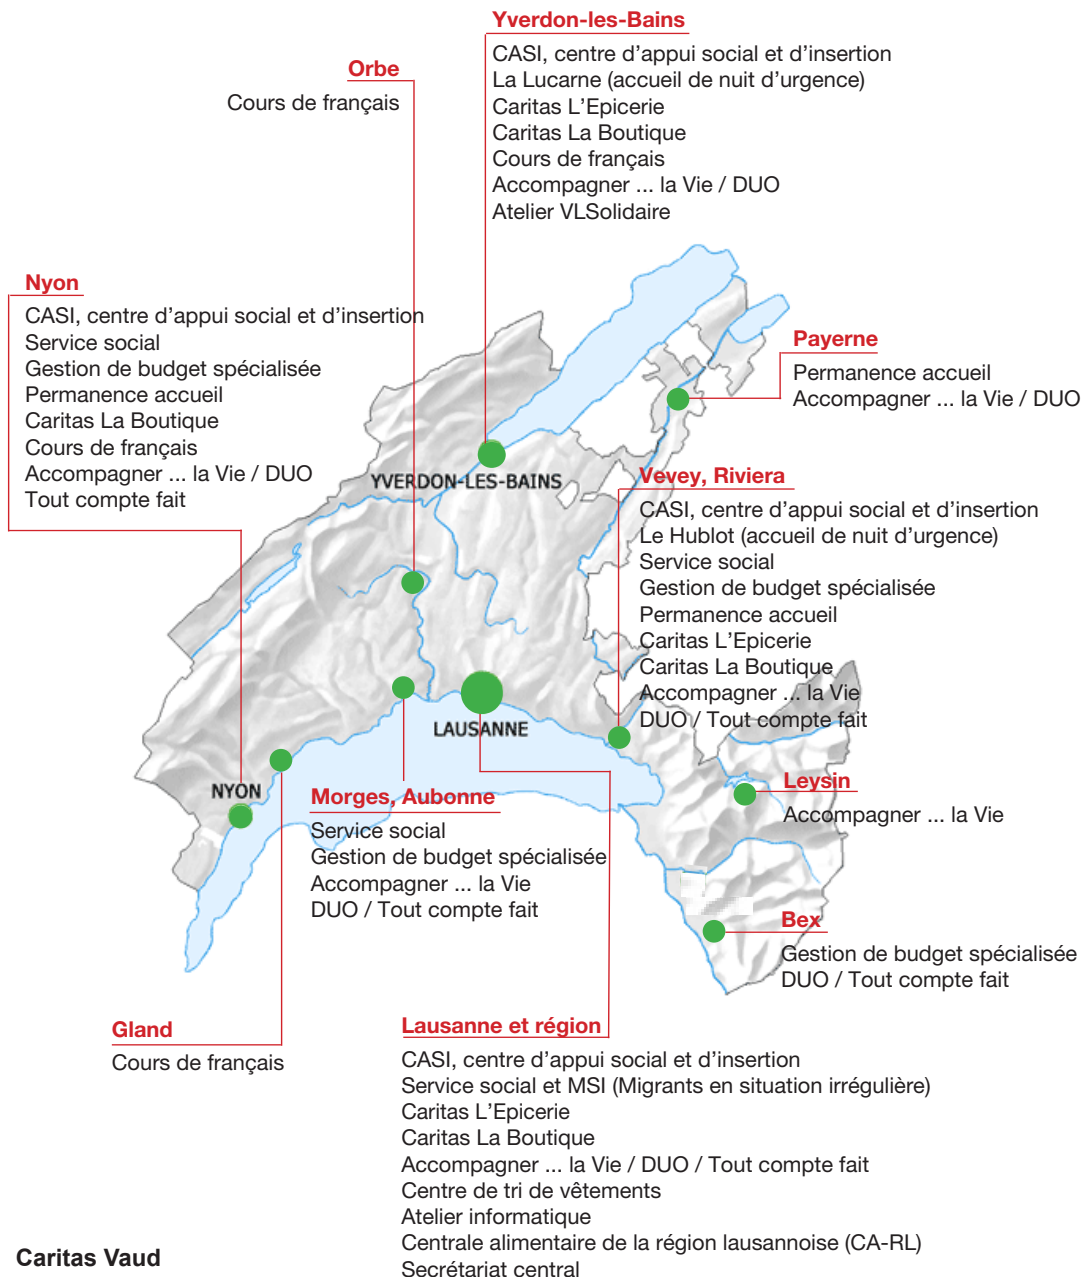 Yverdon-les-Bains
CASI, centre d'appui social et d'insertion
La Lucarne (accueil de nuit d'urgence)
Caritas L'Epicerie
Caritas La Boutique
Cours de français
Accompagner ... la Vie / DUO
Atelier VLSolidaire
Orbe
Cours de français
Nyon
CASI, centre d'appui social et d'insertion
Service social
Gestion de budget spécialisée
Permanence accueil
Caritas La Boutique
Cours de français
Accompagner ... la Vie / DUO
Tout compte fait
Payerne
Permanence accueil
Accompagner ... la Vie / DUO
YVERDON-LES-BAINS
Vevey, Riviera
CASI, centre d'appui social et d'insertion
Le Hublot (accueil de nuit d'urgence)
Service social
Gestion de budget spécialisée
Permanence accueil
Caritas L'Epicerie
Caritas La Boutique
Accompagner ... la Vie
DUO / Tout compte fait
LAUSANNE
NYON
Morges, Aubonne
Service social
Gestion de budget spécialisée
Accompagner ... la Vie
DUO / Tout compte fait
Leysin
Accompagner ... la Vie
Bex
Gestion de budget spécialisée
DUO / Tout compte fait
Gland
Cours de français
Lausanne et région
CASI, centre d'appui social et d'insertion
Service social et MSI (Migrants en situation irrégulière)
Caritas L'Epicerie
Caritas La Boutique
Accompagner ... la Vie / DUO / Tout compte fait
Centre de tri de vêtements
Atelier informatique
Centrale alimentaire de la région lausannoise (CA-RL)
Secrétariat central
Caritas Vaud